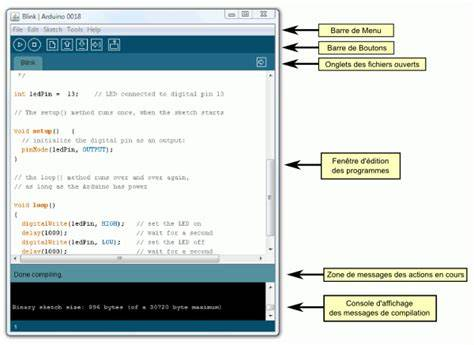 Blink | Arduino 0018
File Edit Sketch Tools Help
Blink
*/
int ledPin =  13;    // LED connected to digital pin 13
// The setup() method runs once, when the sketch starts
void setup()   {
// initialize the digital pin as an output:
pinMode(ledPin, OUTPUT);
}
// the loop() method runs over and over again,
// as long as the Arduino has power
void loop()
{
digitalWrite(ledPin, HIGH);   // set the LED on
delay(1000);                  // wait for a second
digitalWrite(ledPin, LOW);    // set the LED off
delay(1000);                  // wait for a second
Done compiling.
Binary sketch size: 896 bytes (of a 30720 byte maximum)
1
Barre de Menu
Barre de Boutons
Onglets des fichiers ouverts
Fenêtre d'édition
des programmes
Zone de messages des actions en cours
Console d'affichage
des messages de compilation